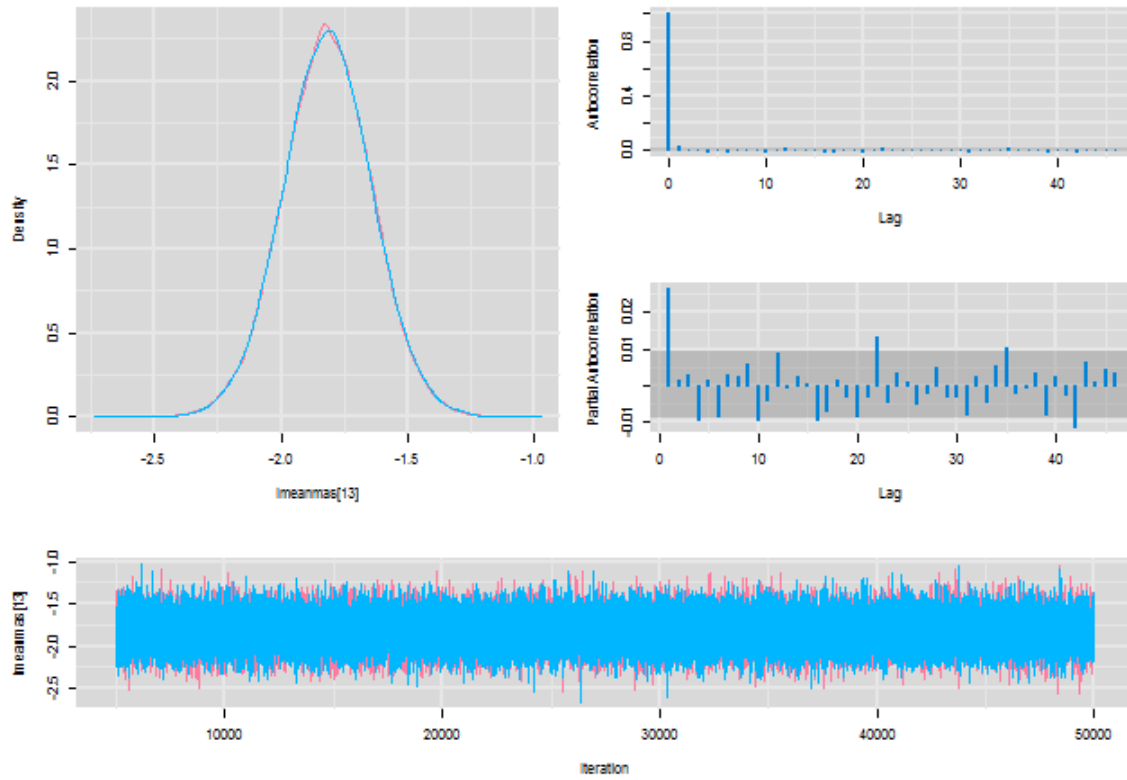 Density
0.0 0.5 1.0 1.5 2.0
-2.5 -2.0 -1.5 -1.0
lmeanmas[13]
Autocorrelation
0.0 0.4 0.8
0 10 20 30 40
Lag
Partial Autocorrelation
-0.01 0.01 0.02
0 10 20 30 40
Lag
lmeanmas[13]
-2.5 -2.0 -1.5 -1.0
10000 20000 30000 40000 50000
Iteration